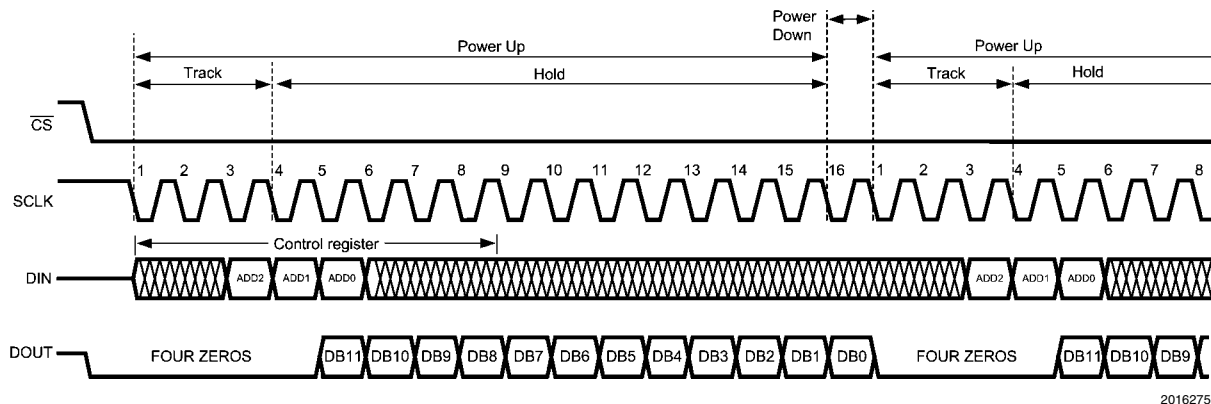 Power
Down
Power Up
Power Up
Track
Hold
Track
Hold
CS
1 2 3 4 5 6 7 8 9 10 11 12 13 14 15 16 1 2 3 4 5 6 7 8
SCLK
Control register
DIN
ADD2 ADD1 ADD0 ADD2 ADD1 ADD0
DOUT
FOUR ZEROS DB11 DB10 DB9 DB8 DB7 DB6 DB5 DB4 DB3 DB2 DB1 DB0 FOUR ZEROS DB11 DB10 DB9
2016275